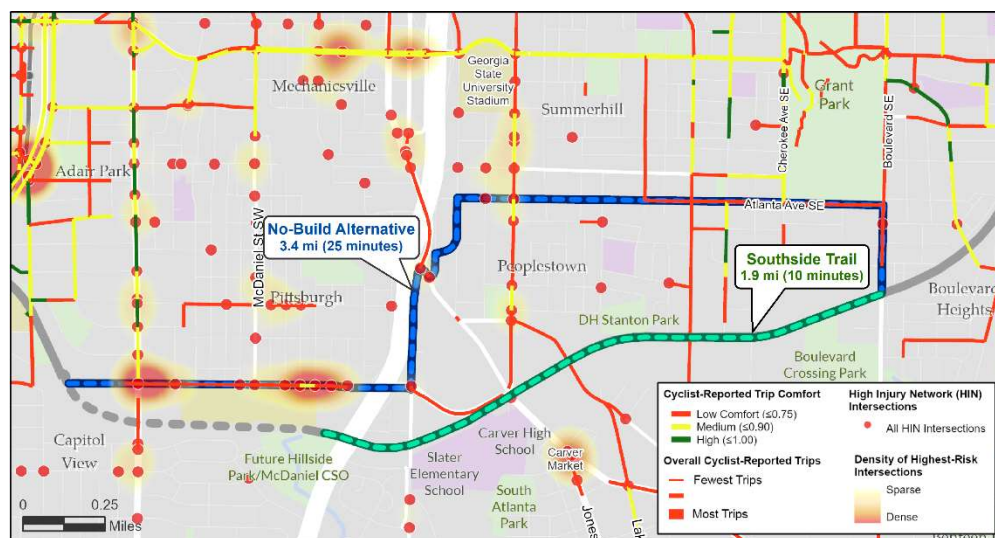 Mechanicsville
Georgia
State
University
Stadium
Summerhill
Grant
Park
Cherokee Ave SE
Boulevard SE
Adair Park
McDaniel St SW
No-Build Alternative
3.4 mi (25 minutes)
Atlanta Ave SE
Pittsburgh
Peoplestown
Southside Trail
1.9 mi (10 minutes)
Boulevard
Heights
DH Stanton Park
Boulevard
Crossing Park
Capitol
View
Future Hillside
Park/McDaniel CSO
Slater
Elementary
School
Carver High
School
Carver
Market
South
Atlanta
Park
Jones
Lak
0 0.25
Miles
Cyclist-Reported Trip Comfort
Low Comfort (≤0.75)
Medium (≤0.90)
High (≤1.00)
Overall Cyclist-Reported Trips
Fewest Trips
Most Trips
High Injury Network (HIN)
Intersections
All HIN Intersections
Density of Highest-Risk
Intersections
Sparse
Dense